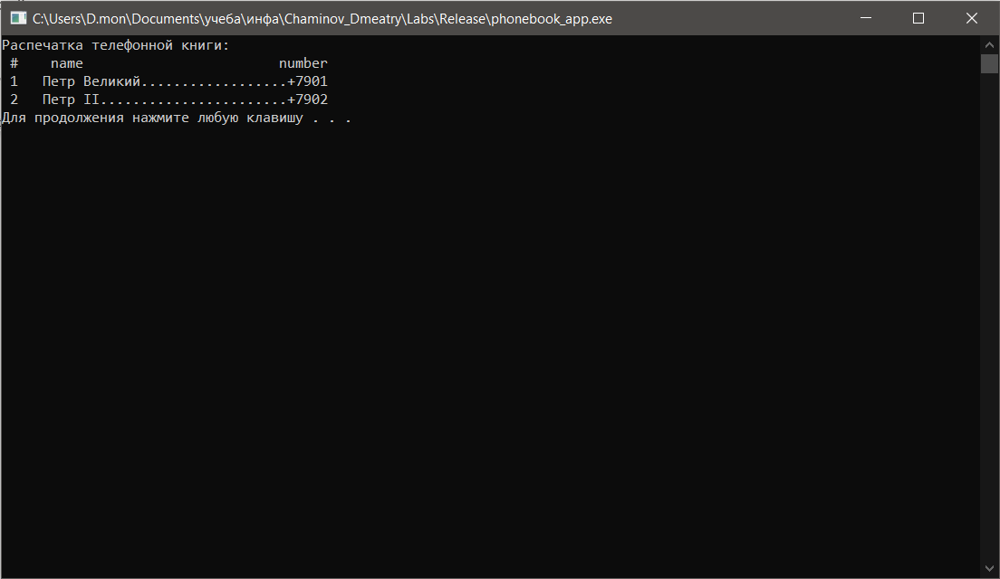 C:\Users\D.mon\Documents\учеба\инфа\Chaminov_Dmeatry\Labs\Release\phonebook_app.exe
Распечатка телефонной книги:
#    name                        number
1   Петр Великий..................+7901
2   Петр II.......................+7902
Для продолжения нажмите любую клавишу . . .